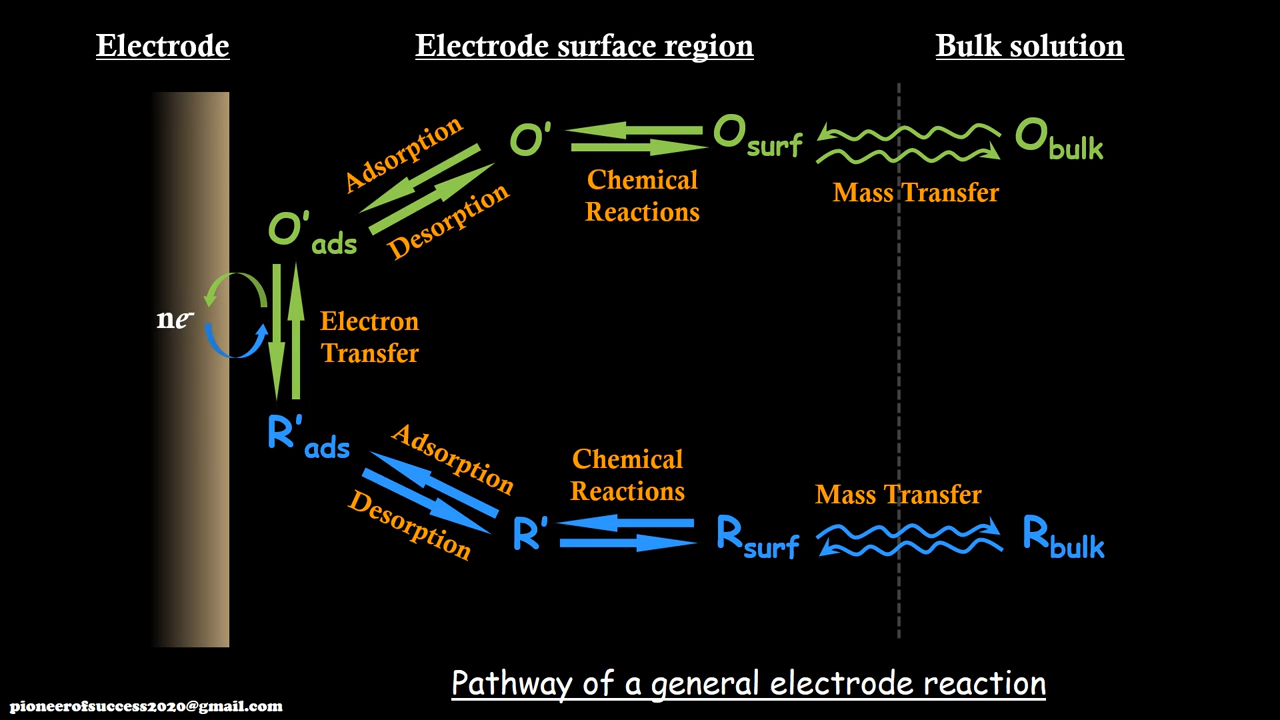 Electrode
Electrode surface region
Bulk solution
Adsorption
O'
Osurf
Obulk
Chemical
Reactions
Mass Transfer
Desorption
O'ads
ne-
Electron
Transfer
R'ads
Adsorption
Desorption
Chemical
Reactions
Mass Transfer
R'
Rsurf
Rbulk
Pathway of a general electrode reaction
pioneerofsuccess2020@gmail.com